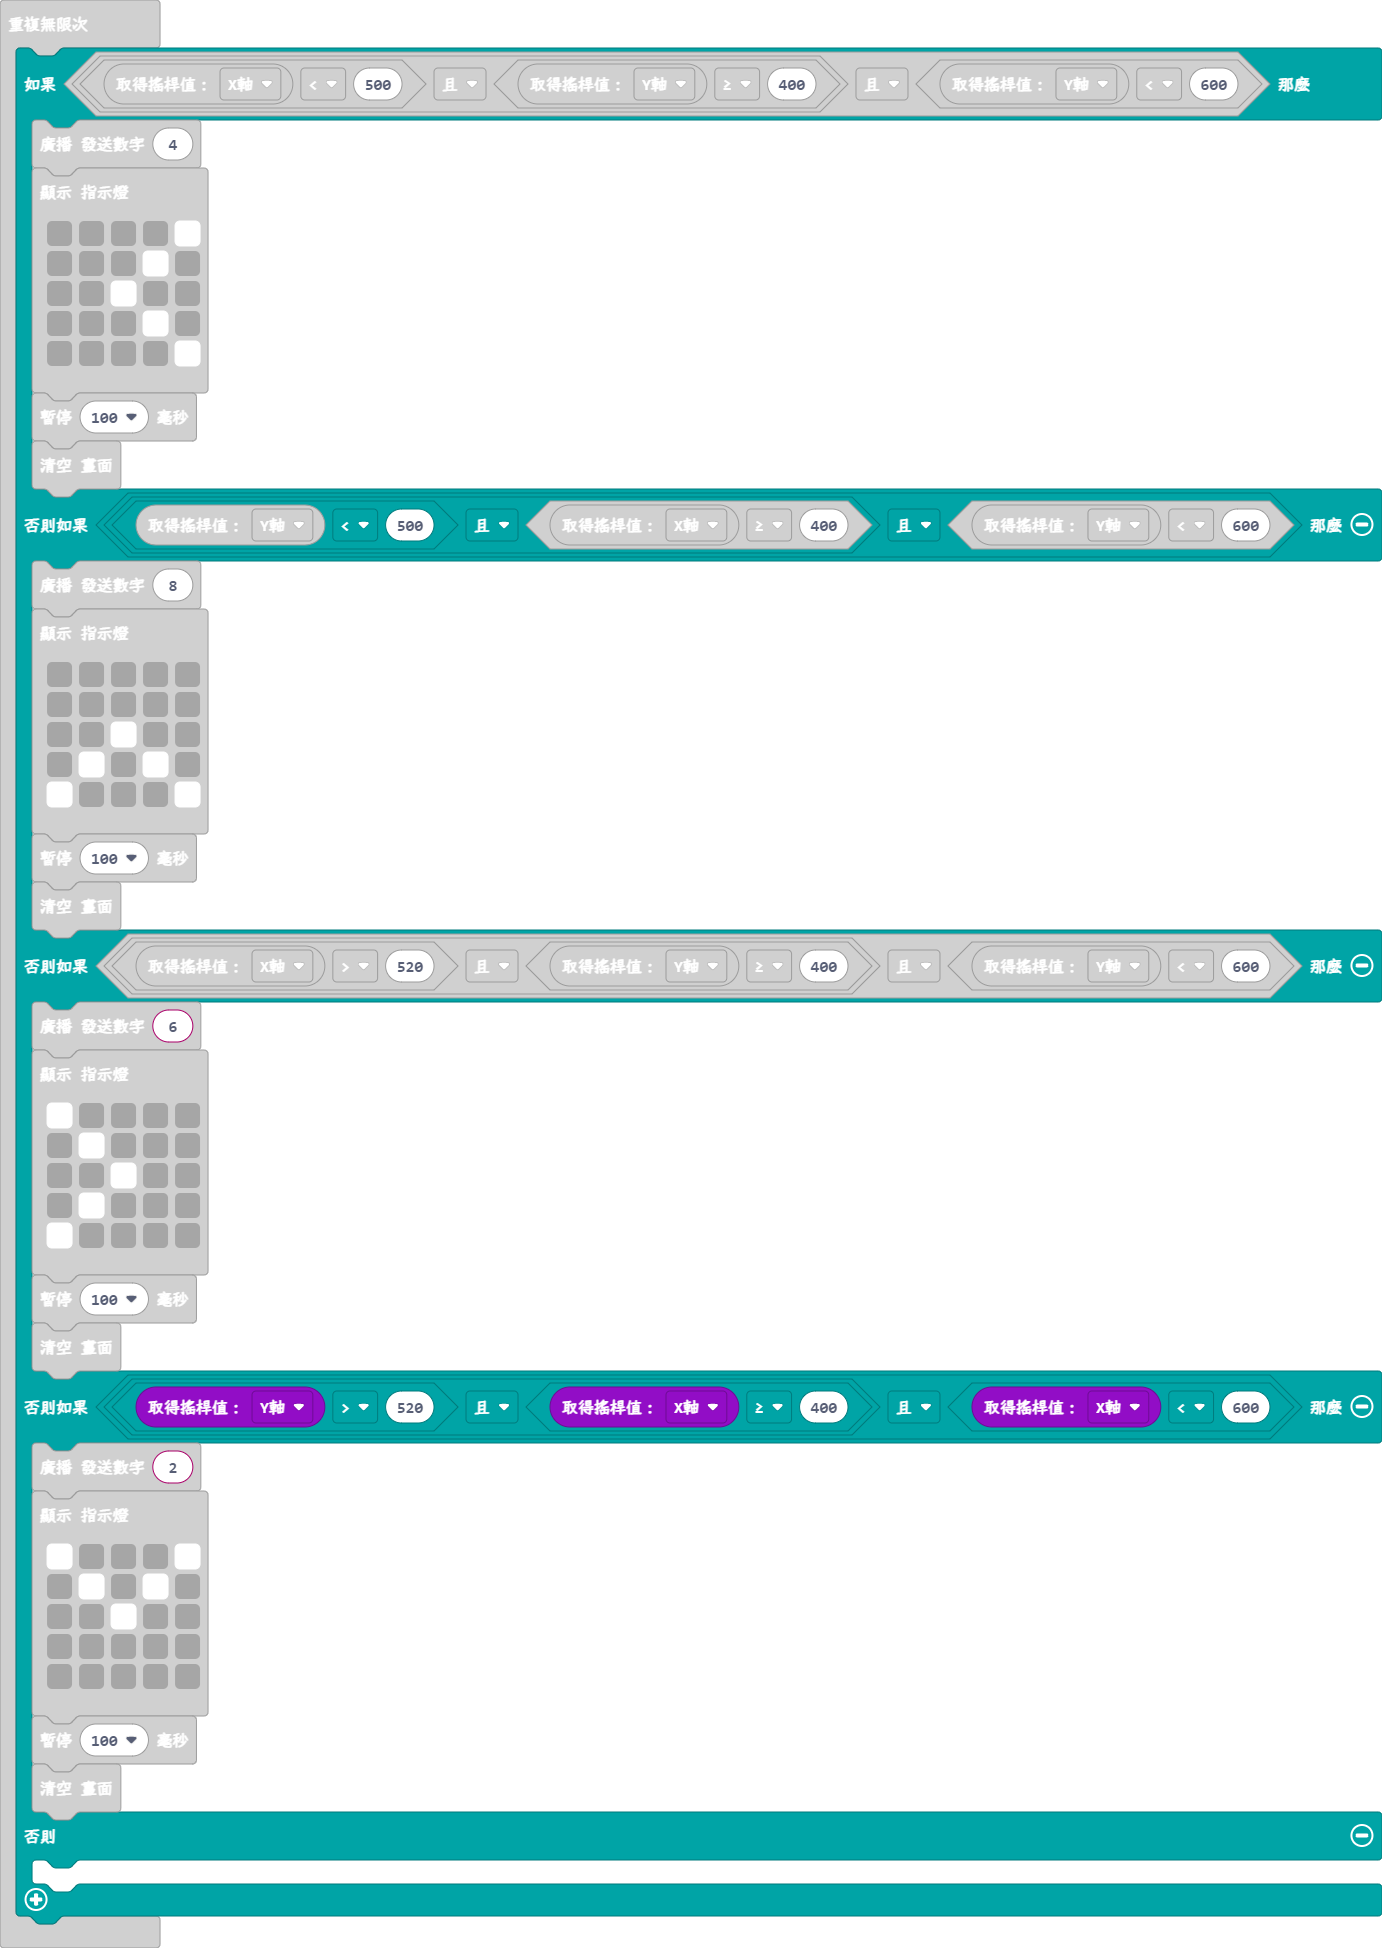 重複無限次
如果 取得搖桿值： X軸 < 500 且 取得搖桿值： Y軸 ≥ 400 且 取得搖桿值： Y軸 < 600 那麼
廣播 發送數字 4
顯示 指示燈
暫停 100 毫秒
清空 畫面
否則如果 取得搖桿值： Y軸 < 500 且 取得搖桿值： X軸 ≥ 400 且 取得搖桿值： Y軸 < 600 那麼
廣播 發送數字 8
顯示 指示燈
暫停 100 毫秒
清空 畫面
否則如果 取得搖桿值： X軸 > 520 且 取得搖桿值： Y軸 ≥ 400 且 取得搖桿值： Y軸 < 600 那麼
廣播 發送數字 6
顯示 指示燈
暫停 100 毫秒
清空 畫面
否則如果 取得搖桿值： Y軸 > 520 且 取得搖桿值： X軸 ≥ 400 且 取得搖桿值： X軸 < 600 那麼
廣播 發送數字 2
顯示 指示燈
暫停 100 毫秒
清空 畫面
否則